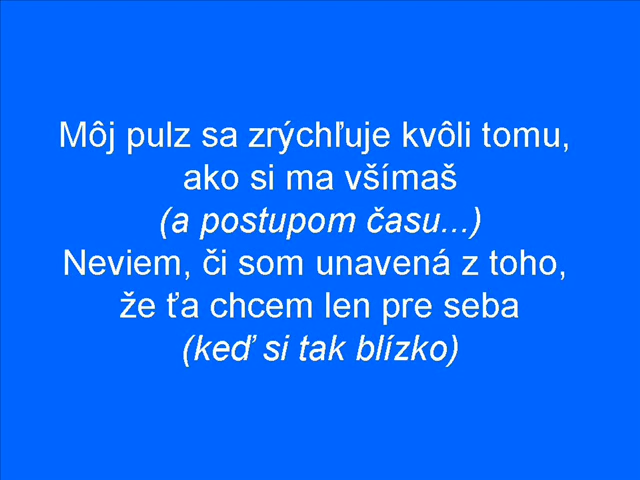 Môj pulz sa zrýchľuje kvôli tomu,
ako si ma všímaš
(a postupom času...)
Neviem, či som unavená z toho,
že ťa chcem len pre seba
(keď si tak blízko)